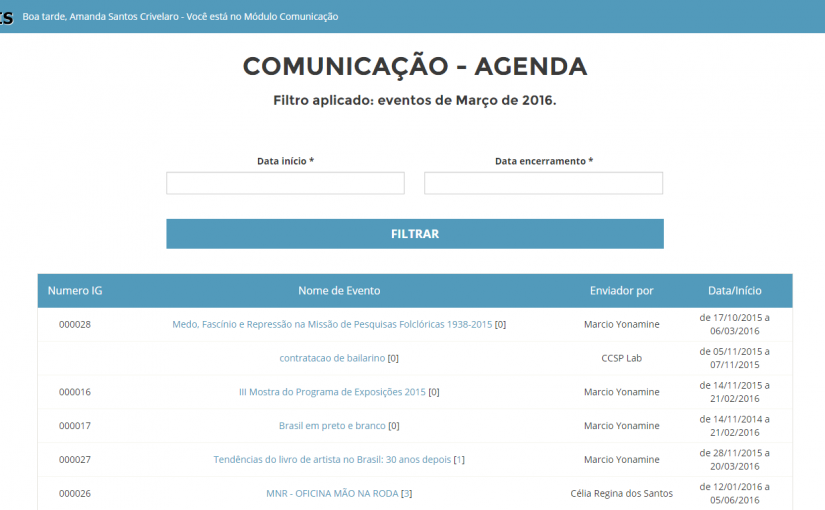 Boa tarde, Amanda Santos Crivelaro - Você está no Módulo Comunicação
COMUNICAÇÃO - AGENDA
Filtro aplicado: eventos de Março de 2016.
Data início * Data encerramento *
FILTRAR
Numero IG Nome de Evento Enviador por Data/Início
000028 Medo, Fascínio e Repressão na Missão de Pesquisas Folclóricas 1938-2015 [0] Marcio Yonamine de 17/10/2015 a
06/03/2016
contratacao de bailarino [0] CCSP Lab de 05/11/2015 a
07/11/2015
000016 III Mostra do Programa de Exposições 2015 [0] Marcio Yonamine de 14/11/2015 a
21/02/2016
000017 Brasil em preto e branco [0] Marcio Yonamine de 14/11/2014 a
21/02/2016
000027 Tendências do livro de artista no Brasil: 30 anos depois [1] Marcio Yonamine de 28/11/2015 a
20/03/2016
000026 MNR - OFICINA MÃO NA RODA [3] Célia Regina dos Santos de 12/01/2016 a
05/06/2016